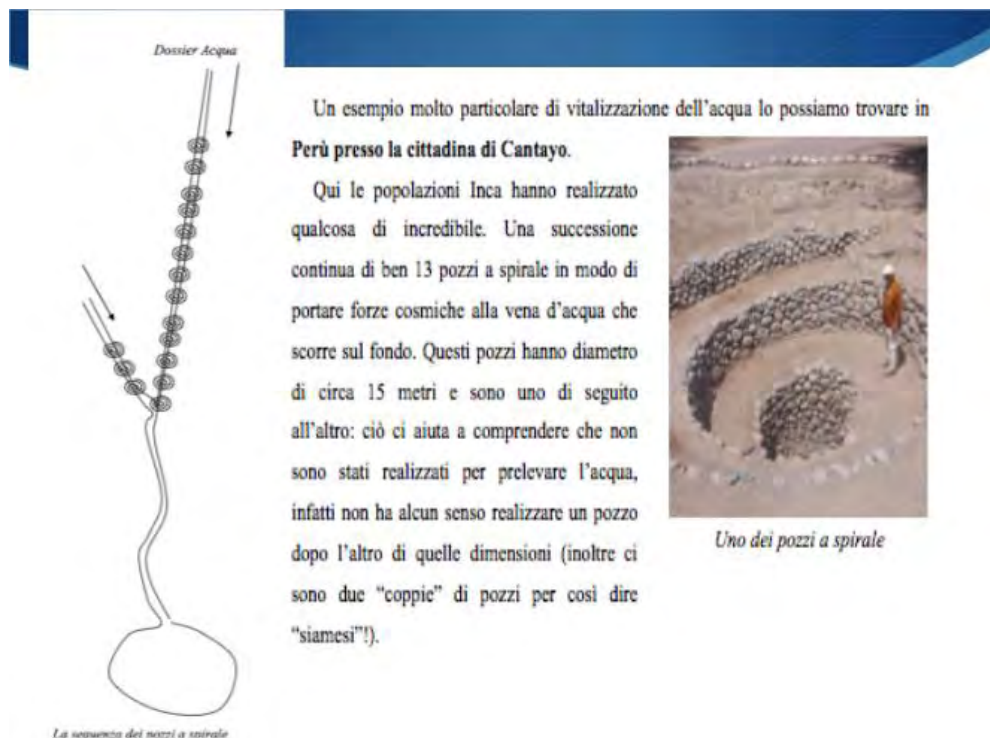 Dossier Acqua
Un esempio molto particolare di vitalizzazione dell'acqua lo possiamo trovare in
Perù presso la cittadina di Cantayo.
Qui le popolazioni Inca hanno realizzato
qualcosa di incredibile. Una successione
continua di ben 13 pozzi a spirale in modo di
portare forze cosmiche alla vena d'acqua che
scorre sul fondo. Questi pozzi hanno diametro
di circa 15 metri e sono uno di seguito
all'altro: ciò ci aiuta a comprendere che non
sono stati realizzati per prelevare l'acqua,
infatti non ha alcun senso realizzare un pozzo
dopo l'altro di quelle dimensioni (inoltre ci
sono due “coppie” di pozzi per così dire
“siamesi”!).
Uno dei pozzi a spirale
La sequenza dei pozzi a spirale